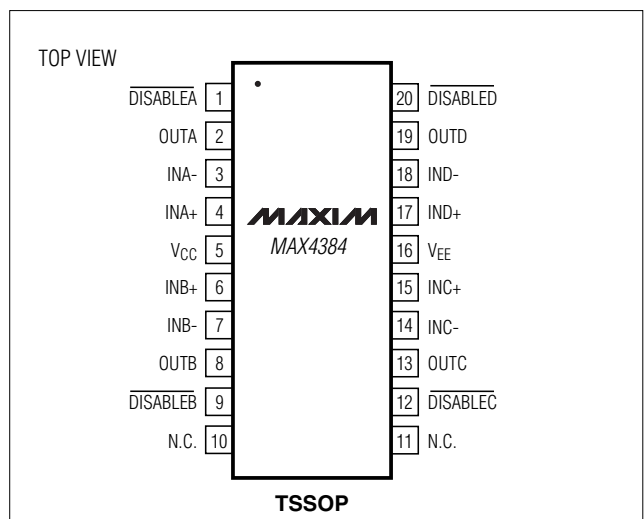 TOP VIEW
DISABLEA 1
OUTA 2
INA- 3
INA+ 4
VCC 5
INB+ 6
INB- 7
OUTB 8
DISABLEB 9
N.C. 10
MAXIM
MAX4384
20 DISABLED
19 OUTD
18 IND-
17 IND+
16 VEE
15 INC+
14 INC-
13 OUTC
12 DISABLEC
11 N.C.
TSSOP